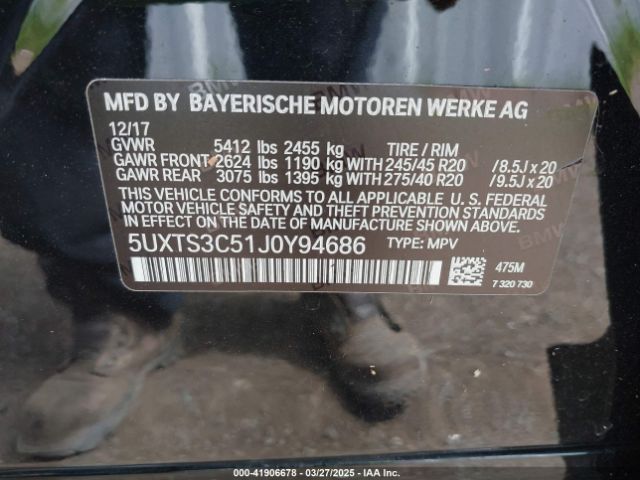 MFD BY BAYERISCHE MOTOREN WERKE AG
12/17
GVWR 5412 lbs 2455 kg TIRE / RIM
GAWR FRONT 2624 lbs 1190 kg WITH 245/45 R20 / 8.5J x 20
GAWR REAR 3075 lbs 1395 kg WITH 275/40 R20 / 9.5J x 20
THIS VEHICLE CONFORMS TO ALL APPLICABLE U. S. FEDERAL
MOTOR VEHICLE SAFETY AND THEFT PREVENTION STANDARDS
IN EFFECT ON THE DATE OF MANUFACTURE SHOWN ABOVE.
5UXTS3C51J0Y94686 TYPE: MPV
475M
7 320 730
000-41906678 | 03/27/2025 - IAA Inc.